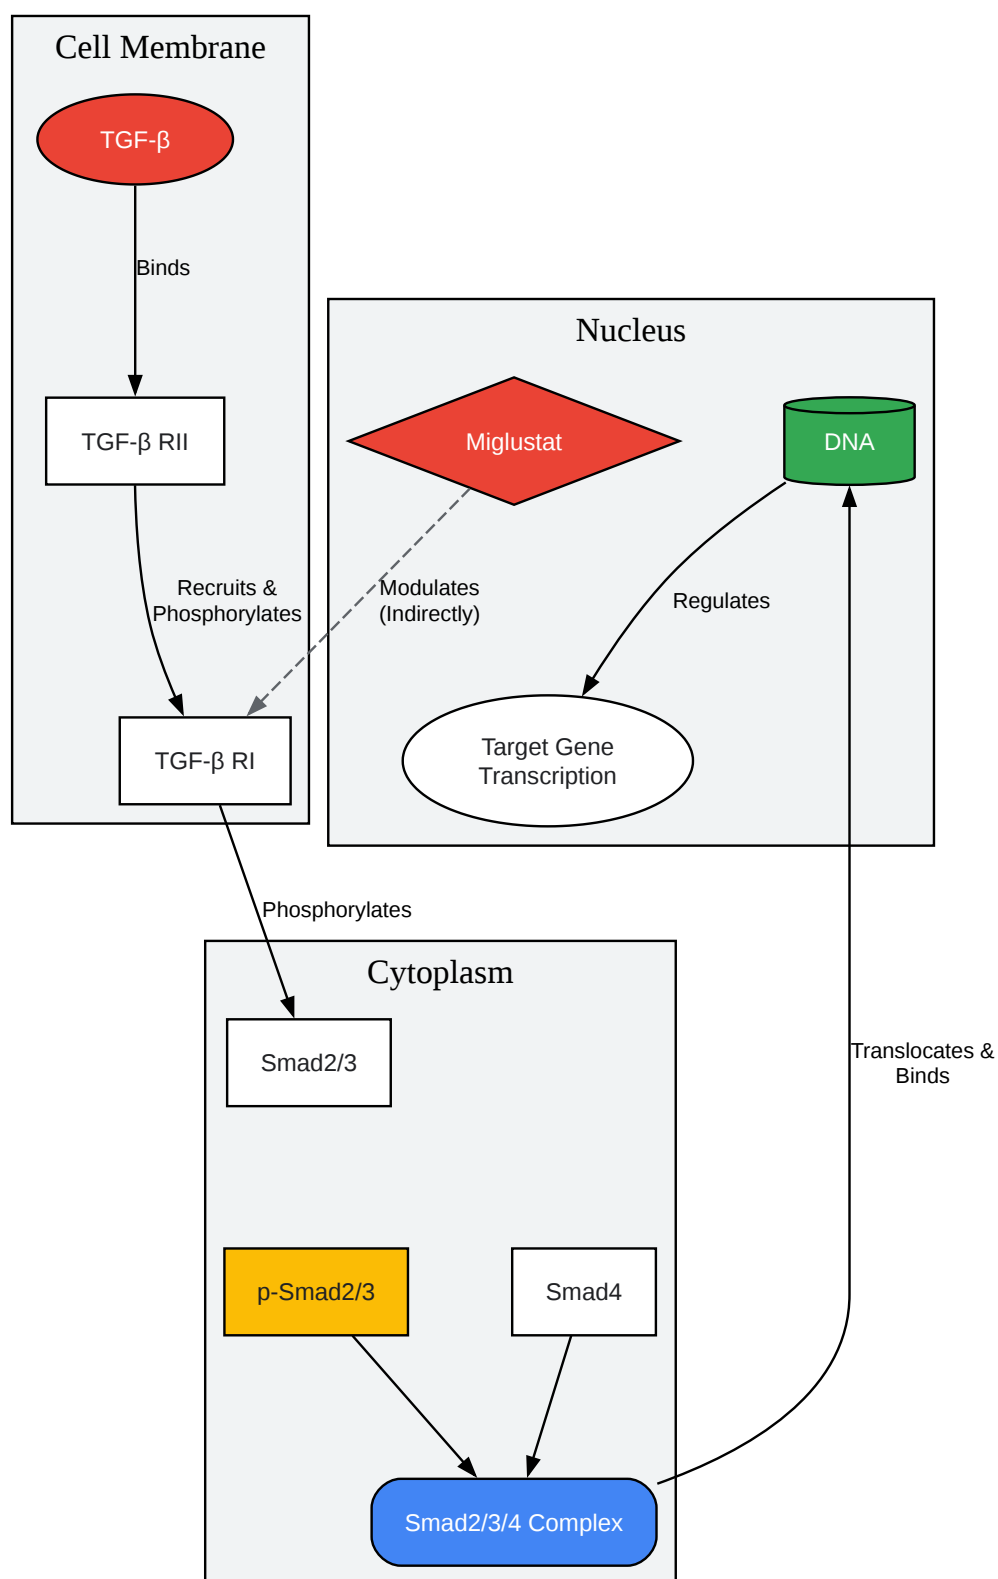 Cell Membrane
TGF-β
Binds
TGF-β RII
Recruits &
Phosphorylates
TGF-β RI
Nucleus
Miglustat
DNA
Modulates
(Indirectly)
Regulates
Target Gene
Transcription
Phosphorylates
Cytoplasm
Smad2/3
Translocates &
Binds
p-Smad2/3
Smad4
Smad2/3/4 Complex